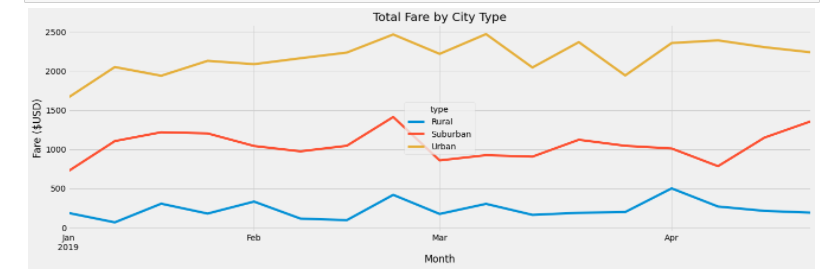 Total Fare by City Type
Fare ($USD)
2500
2000
1500
1000
500
0
type
Rural
Suburban
Urban
Jan
2019
Feb
Mar
Apr
Month